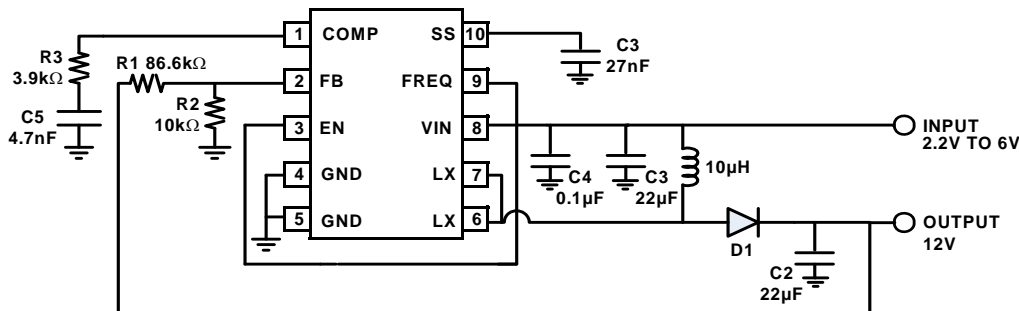 1 COMP SS 10
R3
3.9kΩ
R1 86.6kΩ
C3
27nF
2 FB FREQ 9
R2
10kΩ
C5
4.7nF
3 EN VIN 8
INPUT
2.2V TO 6V
10µH
C4
0.1µF
C3
22µF
4 GND LX 7
5 GND LX 6
D1
OUTPUT
12V
C2
22µF